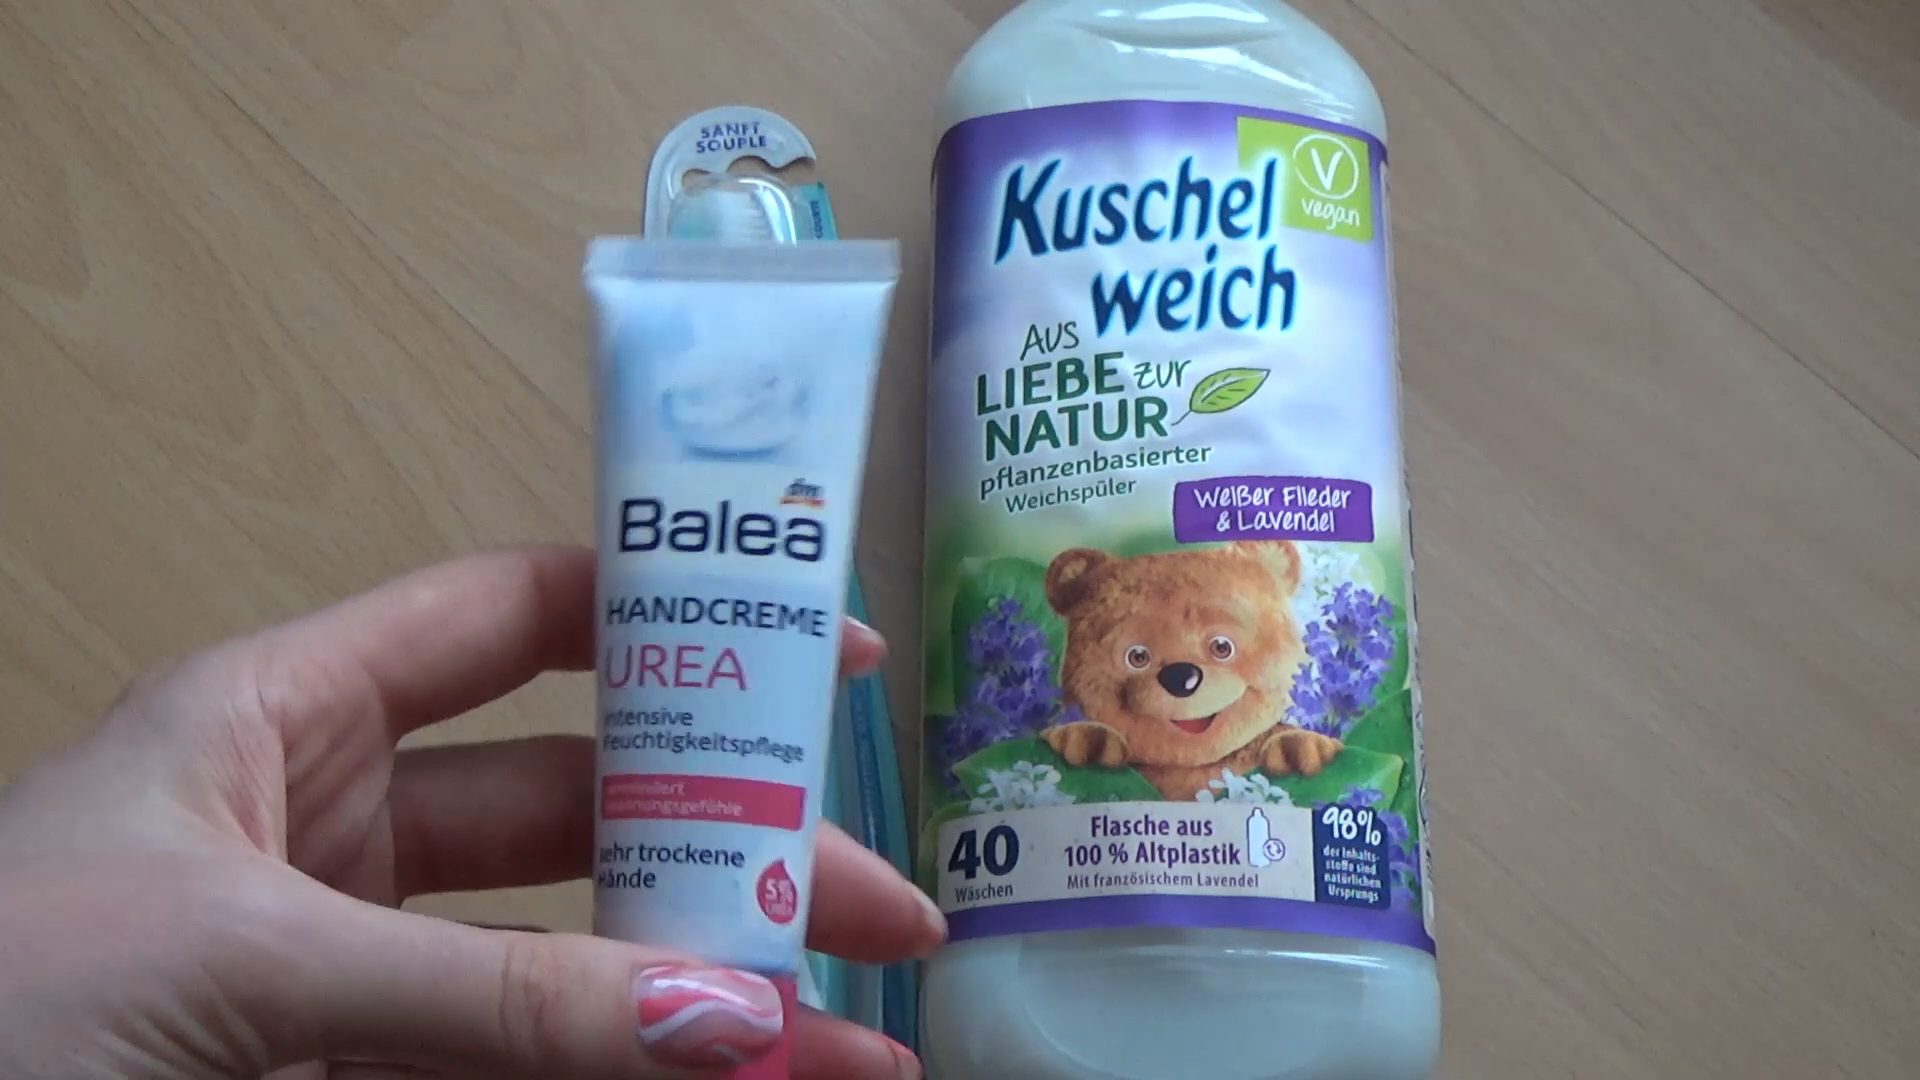 SANFT
SOUPLE
dm
Balea
HANDCREME
UREA
intensive
Feuchtigkeitspflege
sehr trockene
Hände
5%
Kuschel
weich
V
vegan
Aus
LIEBE zur
NATUR
pflanzenbasierter
Weichspüler
Weißer Flieder
& Lavendel
40
Wäschen
Flasche aus
100 % Altplastik
Mit französischem Lavendel
98%
der Inhalts-
stoffe sind
natürlichen
Ursprungs